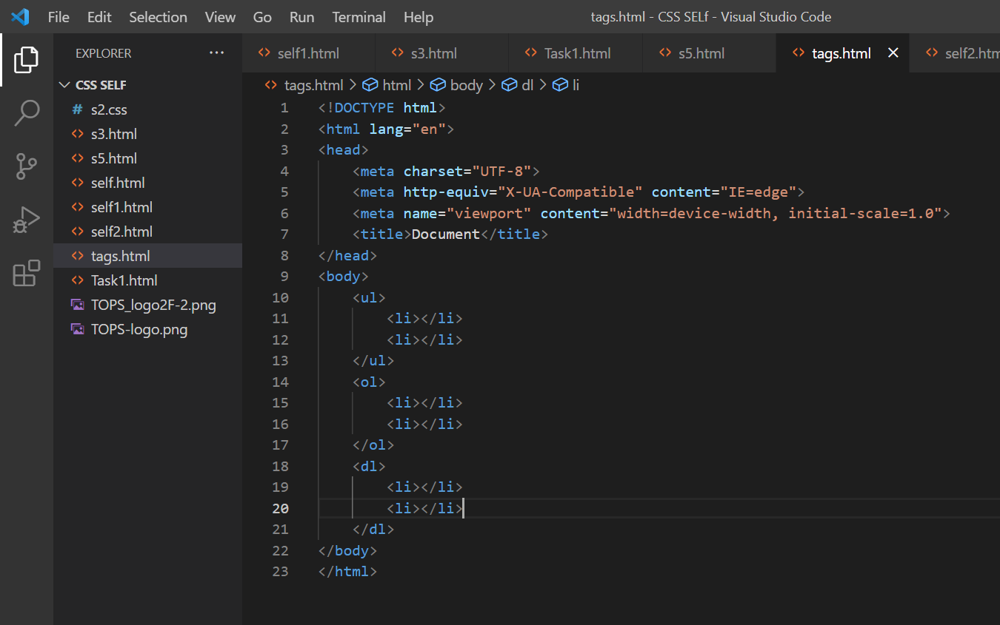 File Edit Selection View Go Run Terminal Help tags.html - CSS SELf - Visual Studio Code
EXPLORER ···
self1.html s3.html Task1.html s5.html tags.html self2.htm
CSS SELF
s2.css
s3.html
s5.html
self.html
self1.html
self2.html
tags.html
Task1.html
TOPS_logo2F-2.png
TOPS-logo.png
tags.html > html > body > dl > li
1 <!DOCTYPE html>
2 <html lang="en">
3 <head>
4 <meta charset="UTF-8">
5 <meta http-equiv="X-UA-Compatible" content="IE=edge">
6 <meta name="viewport" content="width=device-width, initial-scale=1.0">
7 <title>Document</title>
8 </head>
9 <body>
10 <ul>
11 <li></li>
12 <li></li>
13 </ul>
14 <ol>
15 <li></li>
16 <li></li>
17 </ol>
18 <dl>
19 <li></li>
20 <li></li>
21 </dl>
22 </body>
23 </html>